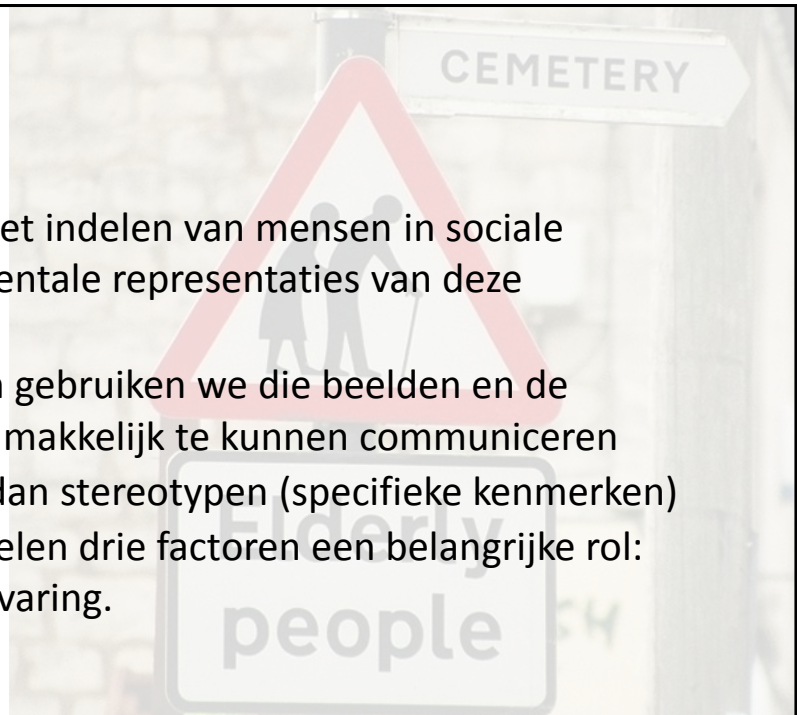 CEMETERY
et indelen van mensen in sociale
entale representaties van deze
gebruiken we die beelden en de
makkelijk te kunnen communiceren
dan stereotypen (specifieke kenmerken)
elen drie factoren een belangrijke rol:
varing.
Elderly
people